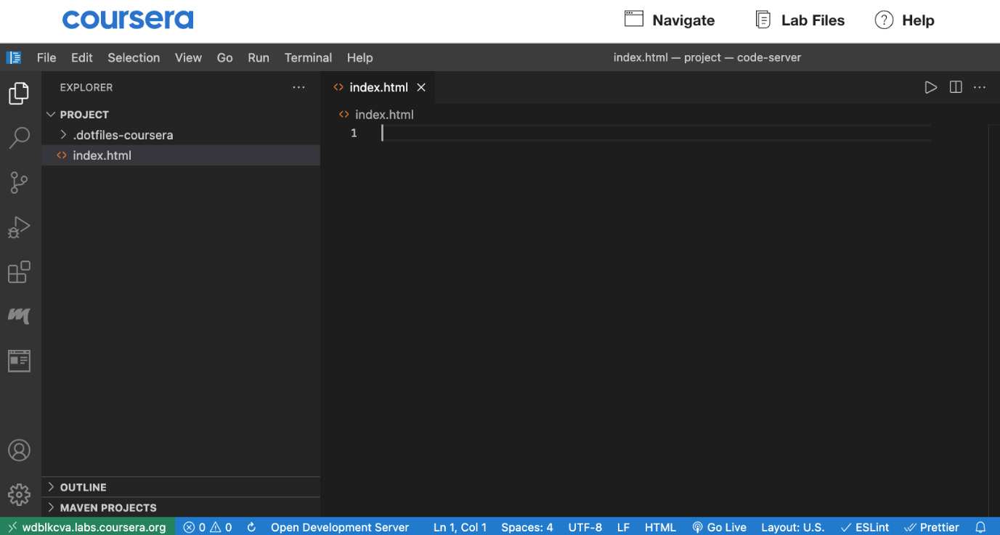 coursera
Navigate Lab Files Help
File Edit Selection View Go Run Terminal Help index.html — project — code-server
EXPLORER
PROJECT
.dotfiles-coursera
index.html
OUTLINE
MAVEN PROJECTS
index.html
index.html
1
wdblkcva.labs.coursera.org 0 0 Open Development Server Ln 1, Col 1 Spaces: 4 UTF-8 LF HTML Go Live Layout: U.S. ESLint Prettier